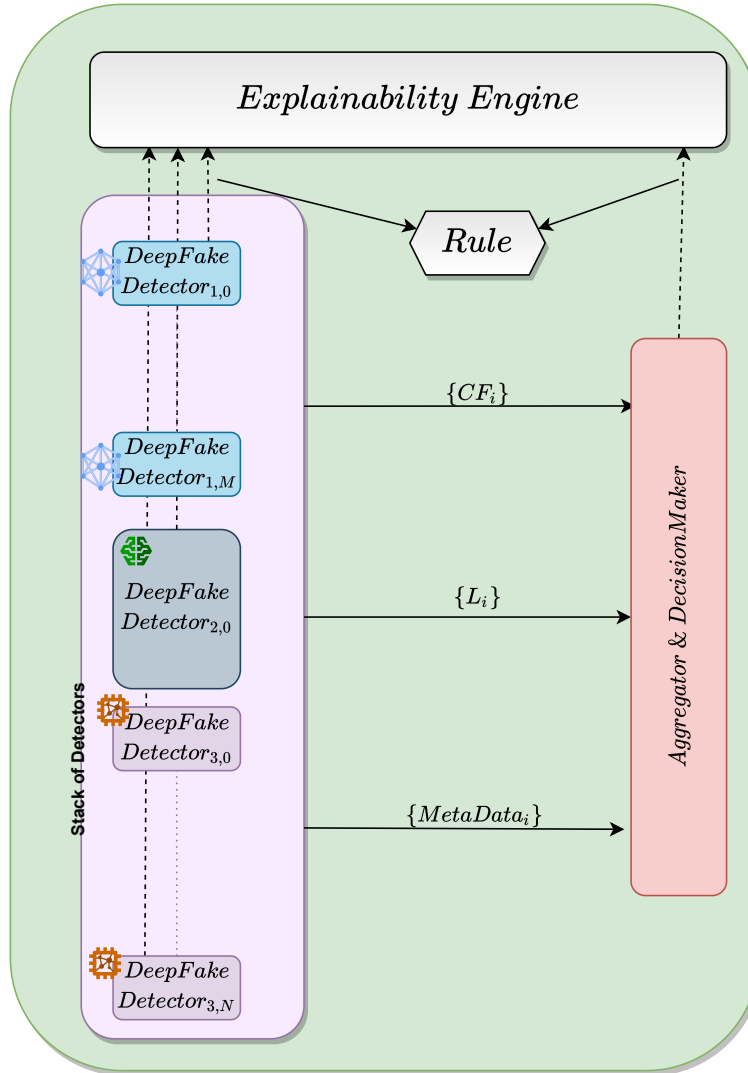 Explainability Engine
Rule
DeepFake
Detector1,0
{CFi}
DeepFake
Detector1,M
DeepFake
Detector2,0
{Li}
Aggregator & DecisionMaker
Stack of Detectors
DeepFake
Detector3,0
{MetaDatai}
DeepFake
Detector3,N